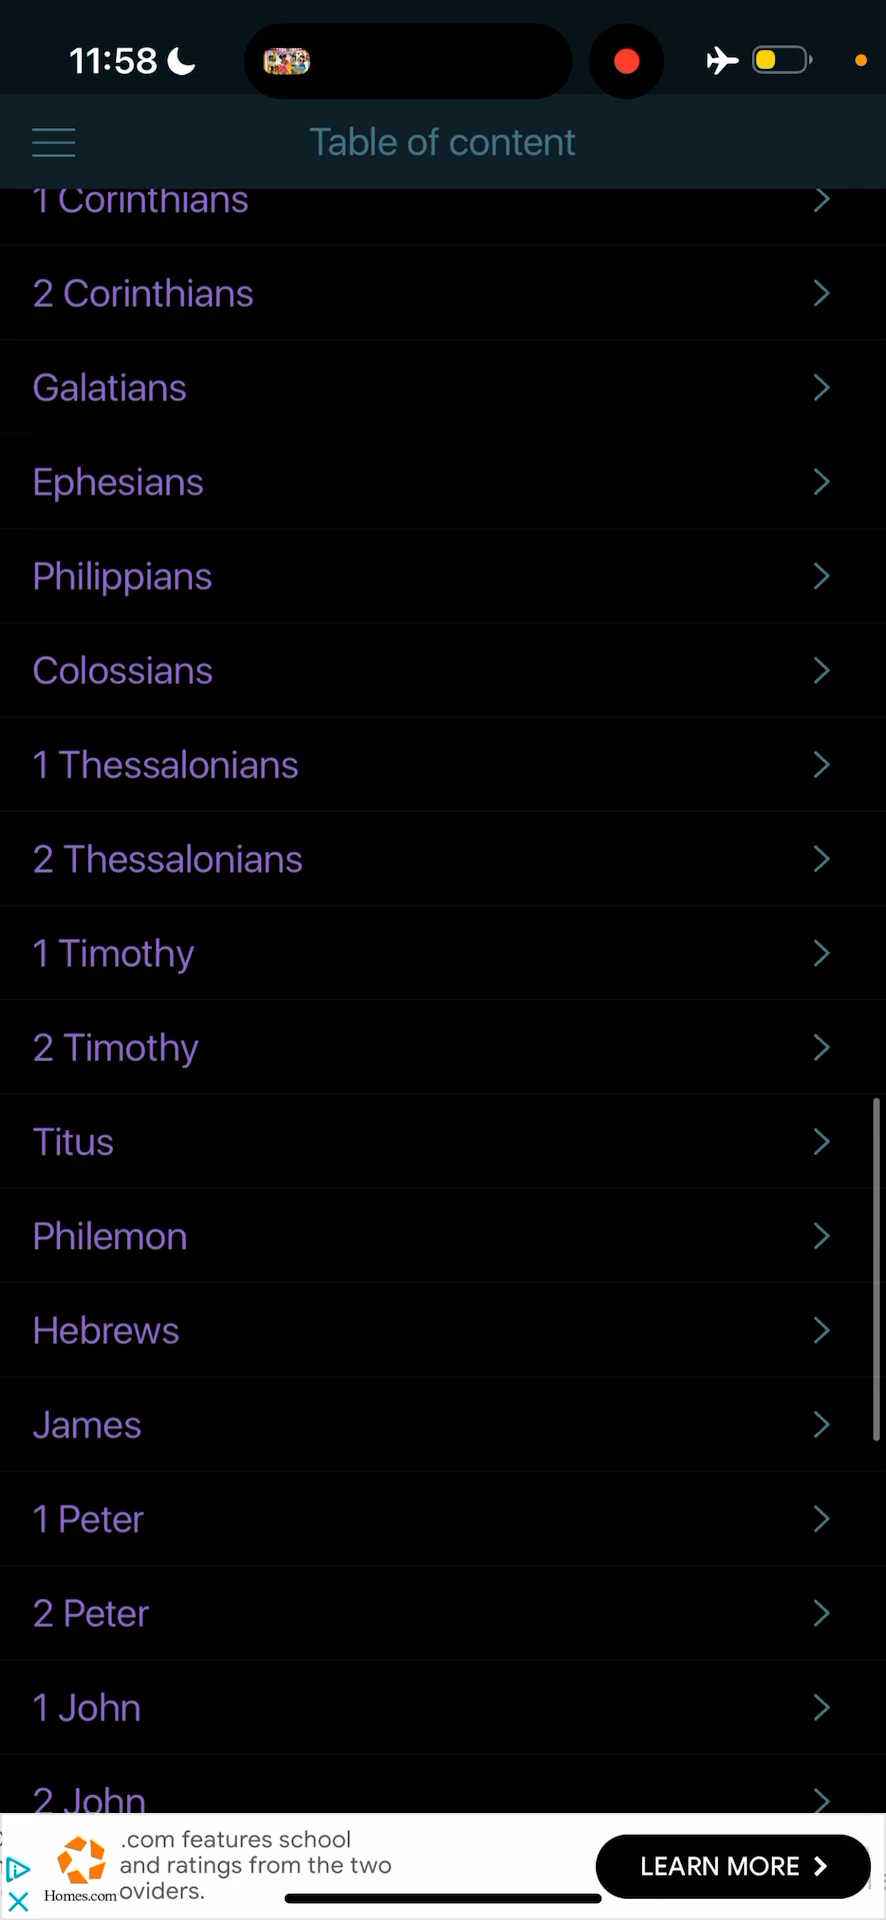 11:58
Table of content
1 Corinthians
2 Corinthians
Galatians
Ephesians
Philippians
Colossians
1 Thessalonians
2 Thessalonians
1 Timothy
2 Timothy
Titus
Philemon
Hebrews
James
1 Peter
2 Peter
1 John
2 John
.com features school
and ratings from the two
oviders.
Homes.com
LEARN MORE